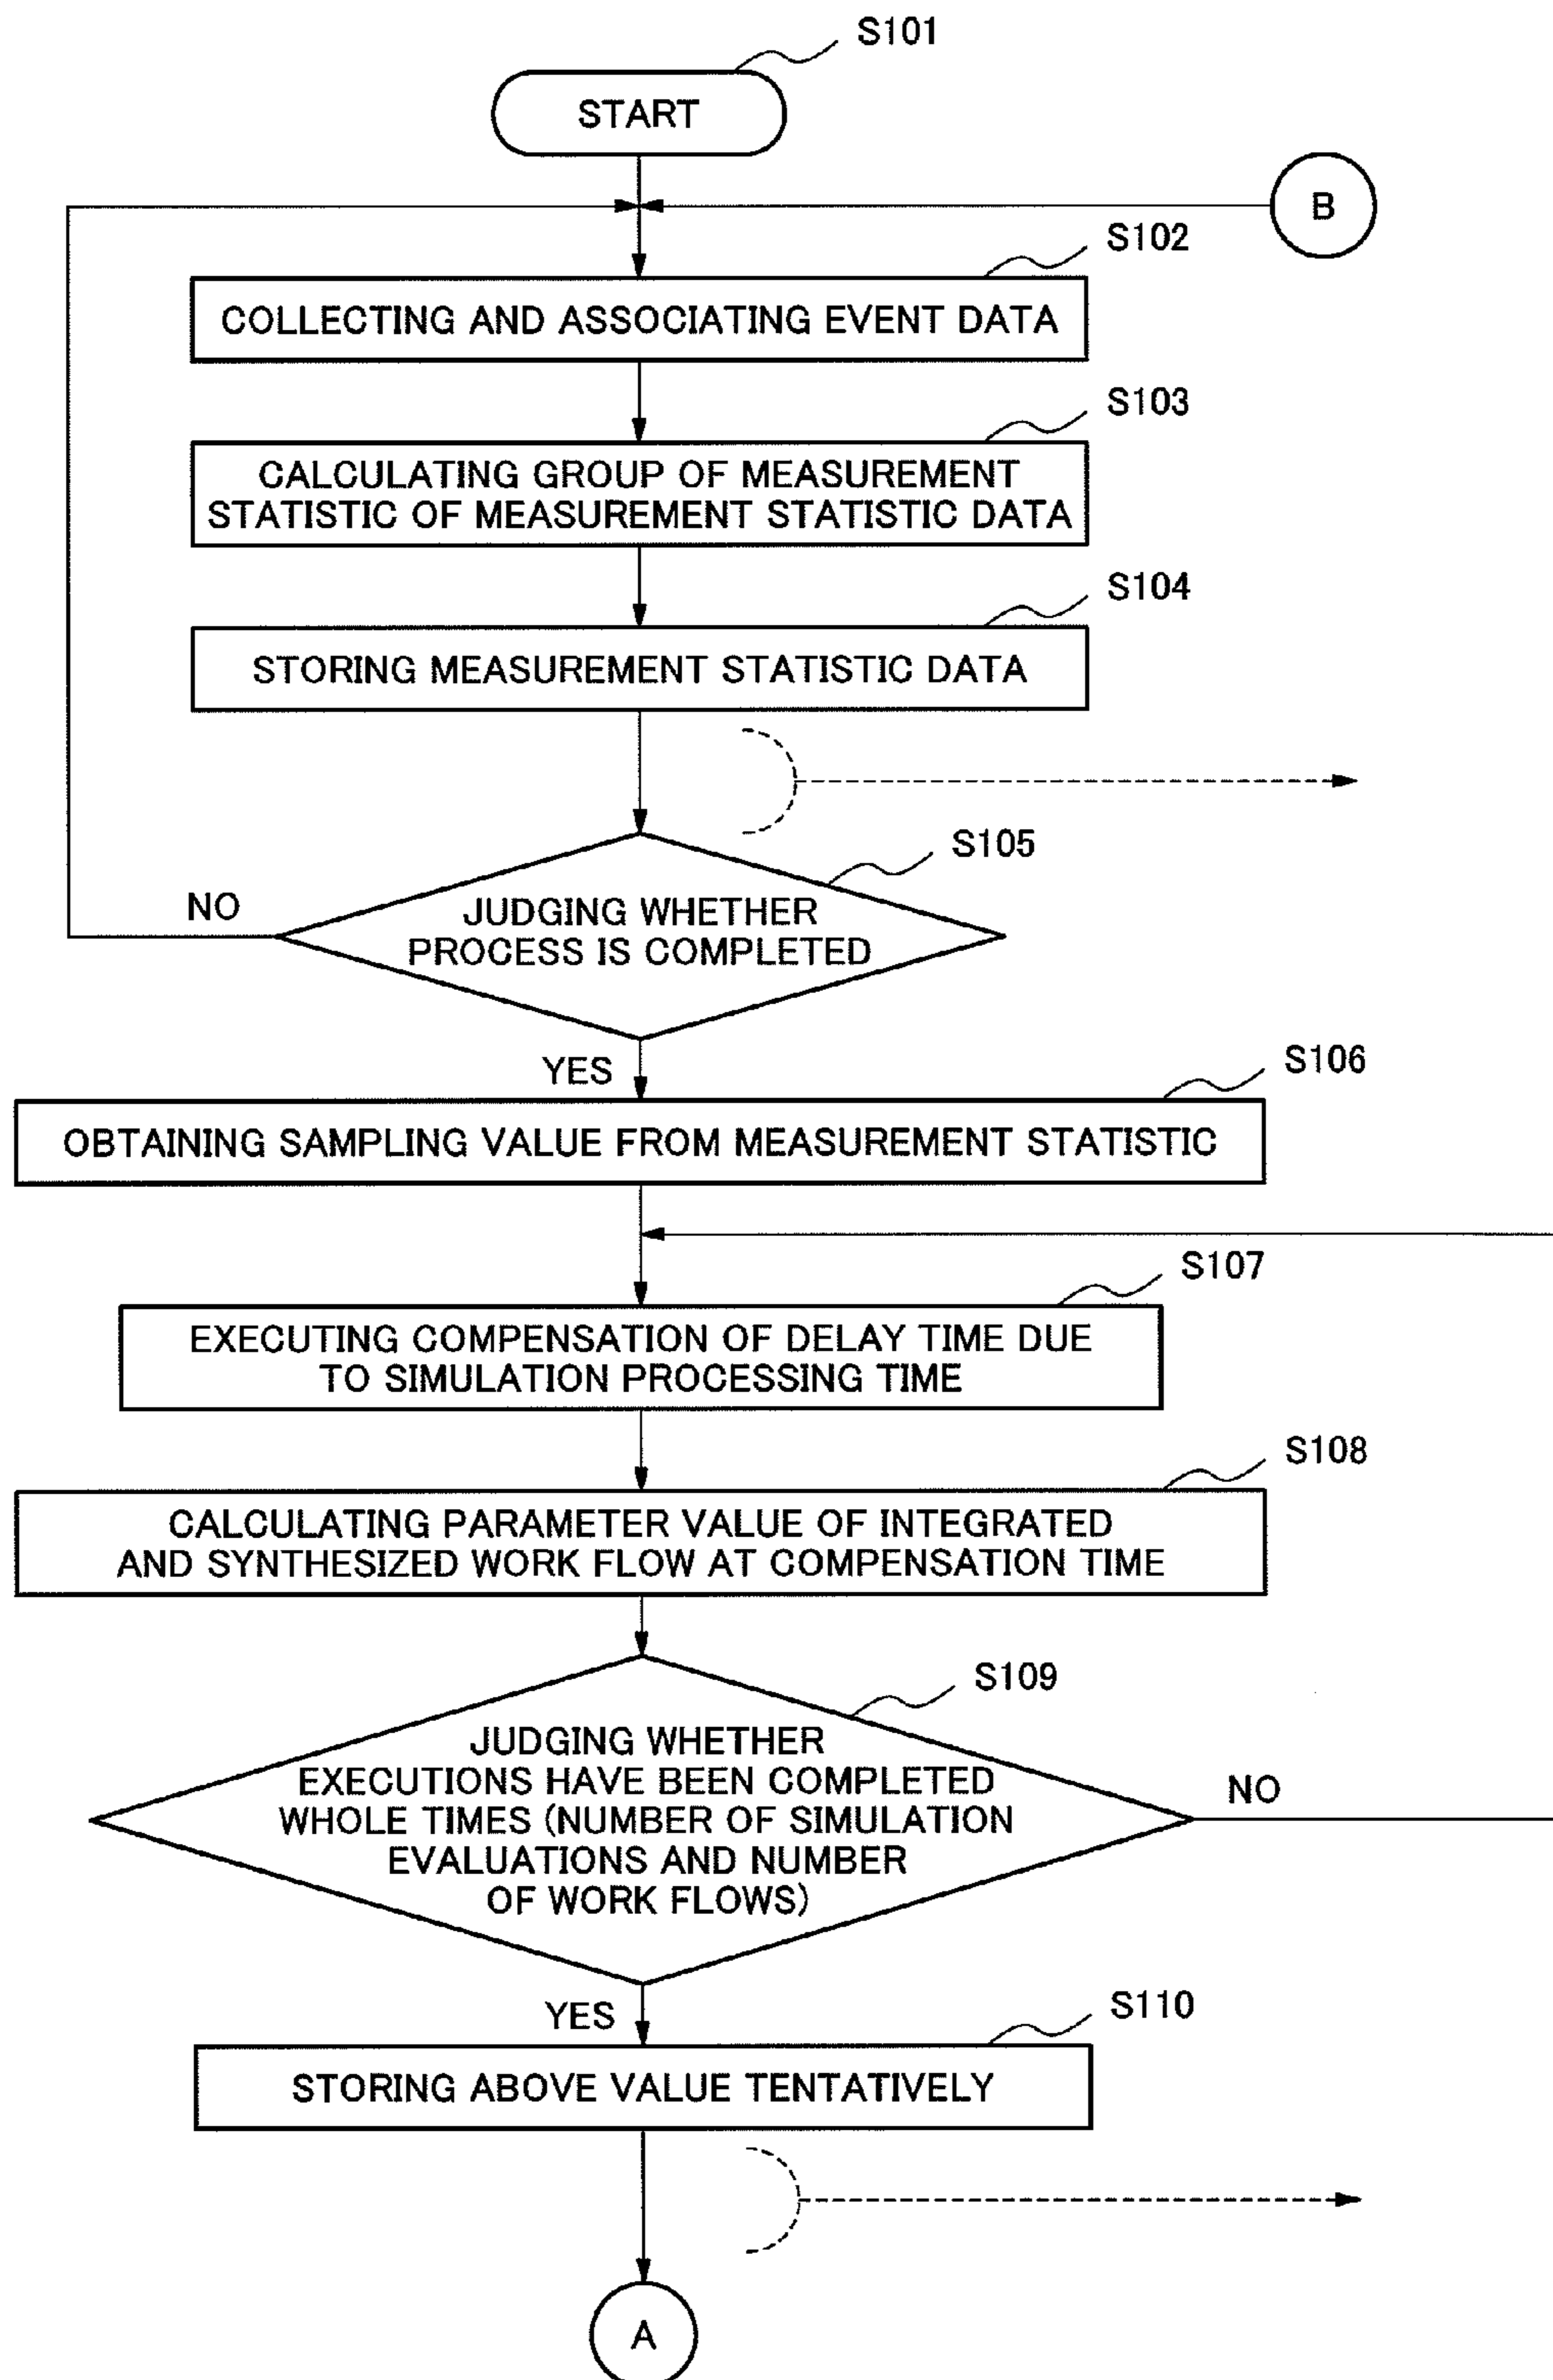 S101
START
B
S102
COLLECTING AND ASSOCIATING EVENT DATA
S103
CALCULATING GROUP OF MEASUREMENT
STATISTIC OF MEASUREMENT STATISTIC DATA
S104
STORING MEASUREMENT STATISTIC DATA
S105
NO
JUDGING WHETHER
PROCESS IS COMPLETED
YES
S106
OBTAINING SAMPLING VALUE FROM MEASUREMENT STATISTIC
S107
EXECUTING COMPENSATION OF DELAY TIME DUE
TO SIMULATION PROCESSING TIME
S108
CALCULATING PARAMETER VALUE OF INTEGRATED
AND SYNTHESIZED WORK FLOW AT COMPENSATION TIME
S109
JUDGING WHETHER
EXECUTIONS HAVE BEEN COMPLETED
WHOLE TIMES (NUMBER OF SIMULATION
EVALUATIONS AND NUMBER
OF WORK FLOWS)
NO
YES
S110
STORING ABOVE VALUE TENTATIVELY
A